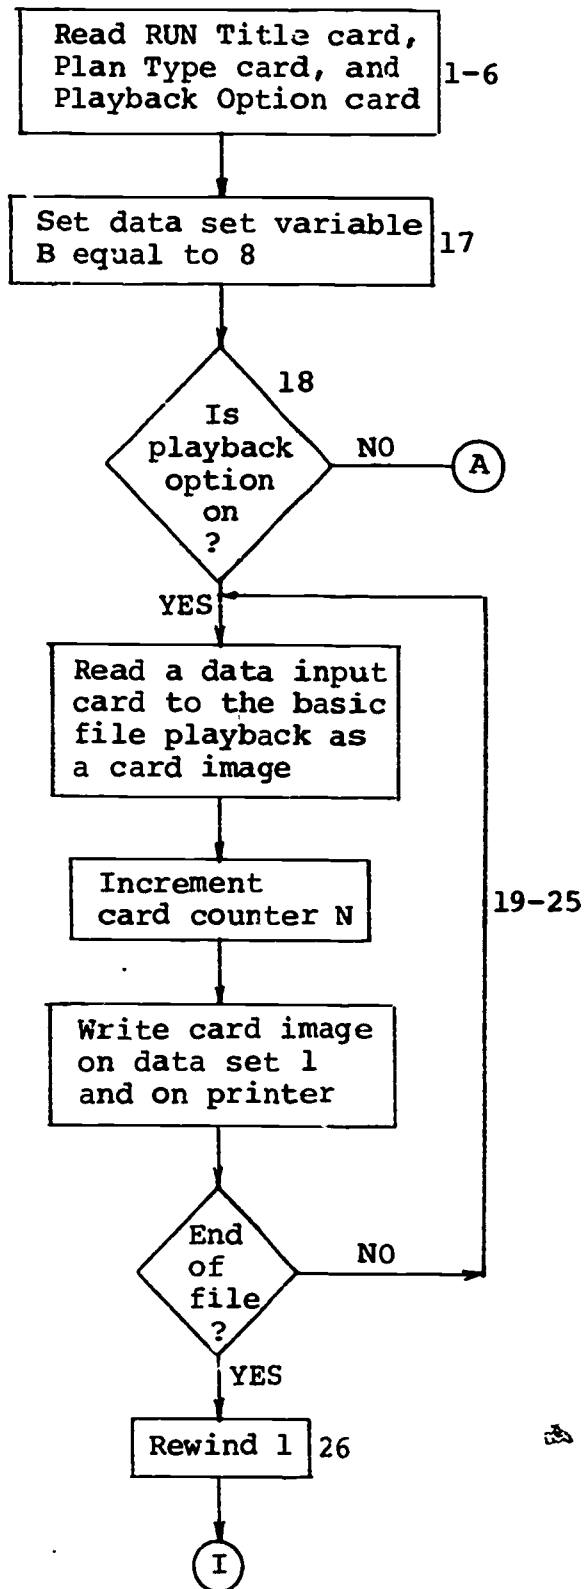 Read RUN Title card,
Plan Type card, and
Playback Option card
1-6
Set data set variable
B equal to 8
17
18
Is
playback
option
on
?
NO
A
YES
Read a data input
card to the basic
file playback as
a card image
Increment
card counter N
19-25
Write card image
on data set 1
and on printer
End
of
file
?
NO
YES
Rewind 1
26
I